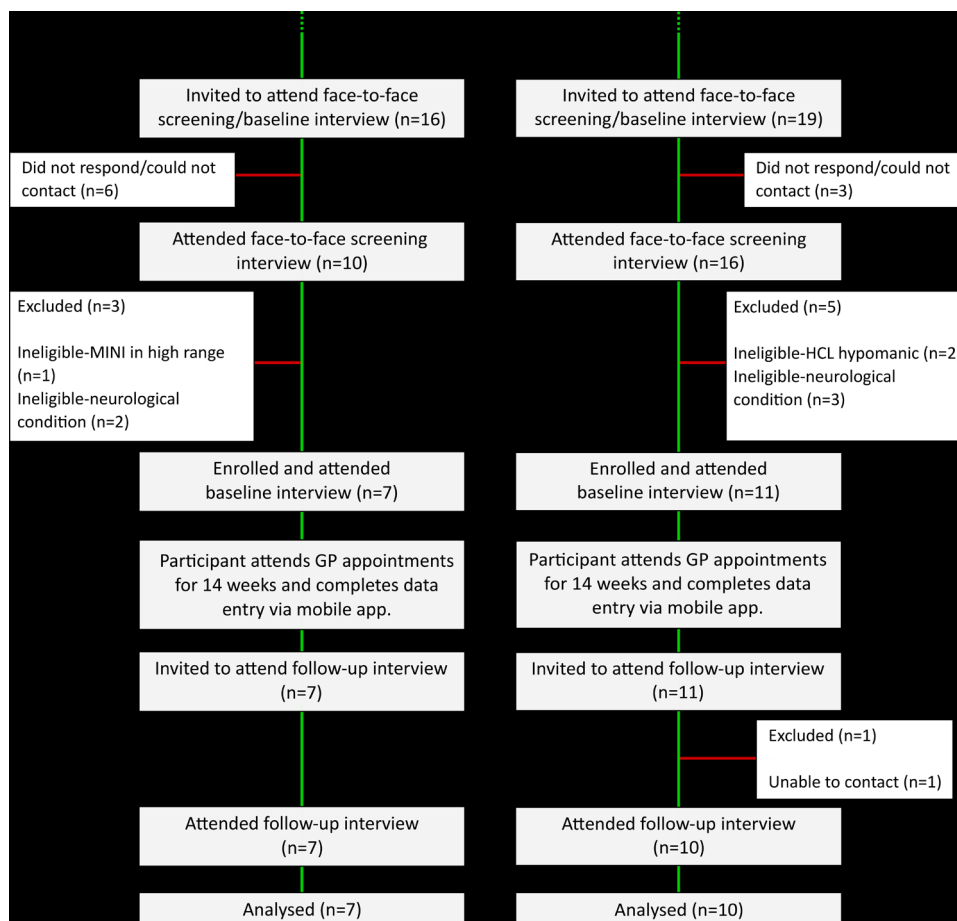 Invited to attend face-to-face
screening/baseline interview (n=16)
Invited to attend face-to-face
screening/baseline interview (n=19)
Did not respond/could not
contact (n=6)
Did not respond/could not
contact (n=3)
Attended face-to-face screening
interview (n=10)
Attended face-to-face screening
interview (n=16)
Excluded (n=3)
Ineligible-MINI in high range
(n=1)
Ineligible-neurological
condition (n=2)
Excluded (n=5)
Ineligible-HCL hypomanic (n=2
Ineligible-neurological
condition (n=3)
Enrolled and attended
baseline interview (n=7)
Enrolled and attended
baseline interview (n=11)
Participant attends GP appointments
for 14 weeks and completes data
entry via mobile app.
Participant attends GP appointments
for 14 weeks and completes data
entry via mobile app.
Invited to attend follow-up interview
(n=7)
Invited to attend follow-up interview
(n=11)
Excluded (n=1)
Unable to contact (n=1)
Attended follow-up interview
(n=7)
Attended follow-up interview
(n=10)
Analysed (n=7)
Analysed (n=10)